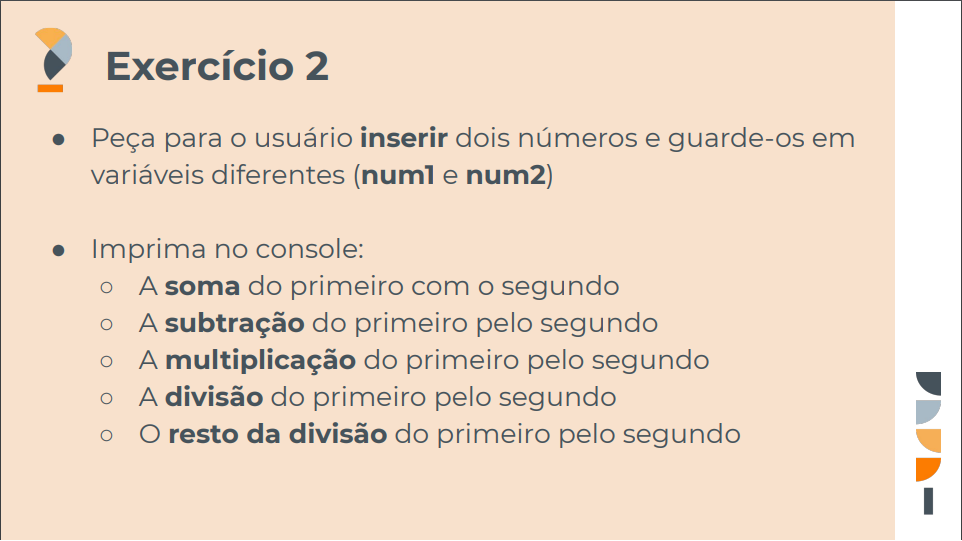 Exercício 2
● Peça para o usuário inserir dois números e guarde-os em
variáveis diferentes (num1 e num2)
● Imprima no console:
○ A soma do primeiro com o segundo
○ A subtração do primeiro pelo segundo
○ A multiplicação do primeiro pelo segundo
○ A divisão do primeiro pelo segundo
○ O resto da divisão do primeiro pelo segundo